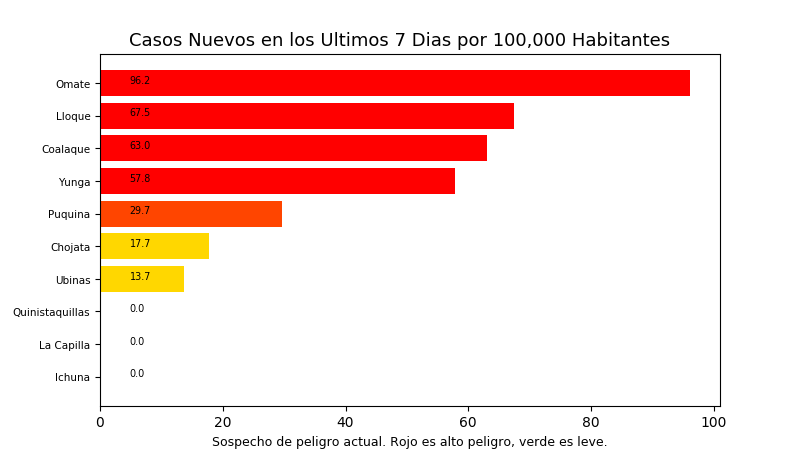 Casos Nuevos en los Ultimos 7 Dias por 100,000 Habitantes
Omate 96.2
Lloque 67.5
Coalaque 63.0
Yunga 57.8
Puquina 29.7
Chojata 17.7
Ubinas 13.7
Quinistaquillas 0.0
La Capilla 0.0
Ichuna 0.0
0 20 40 60 80 100
Sospecho de peligro actual. Rojo es alto peligro, verde es leve.